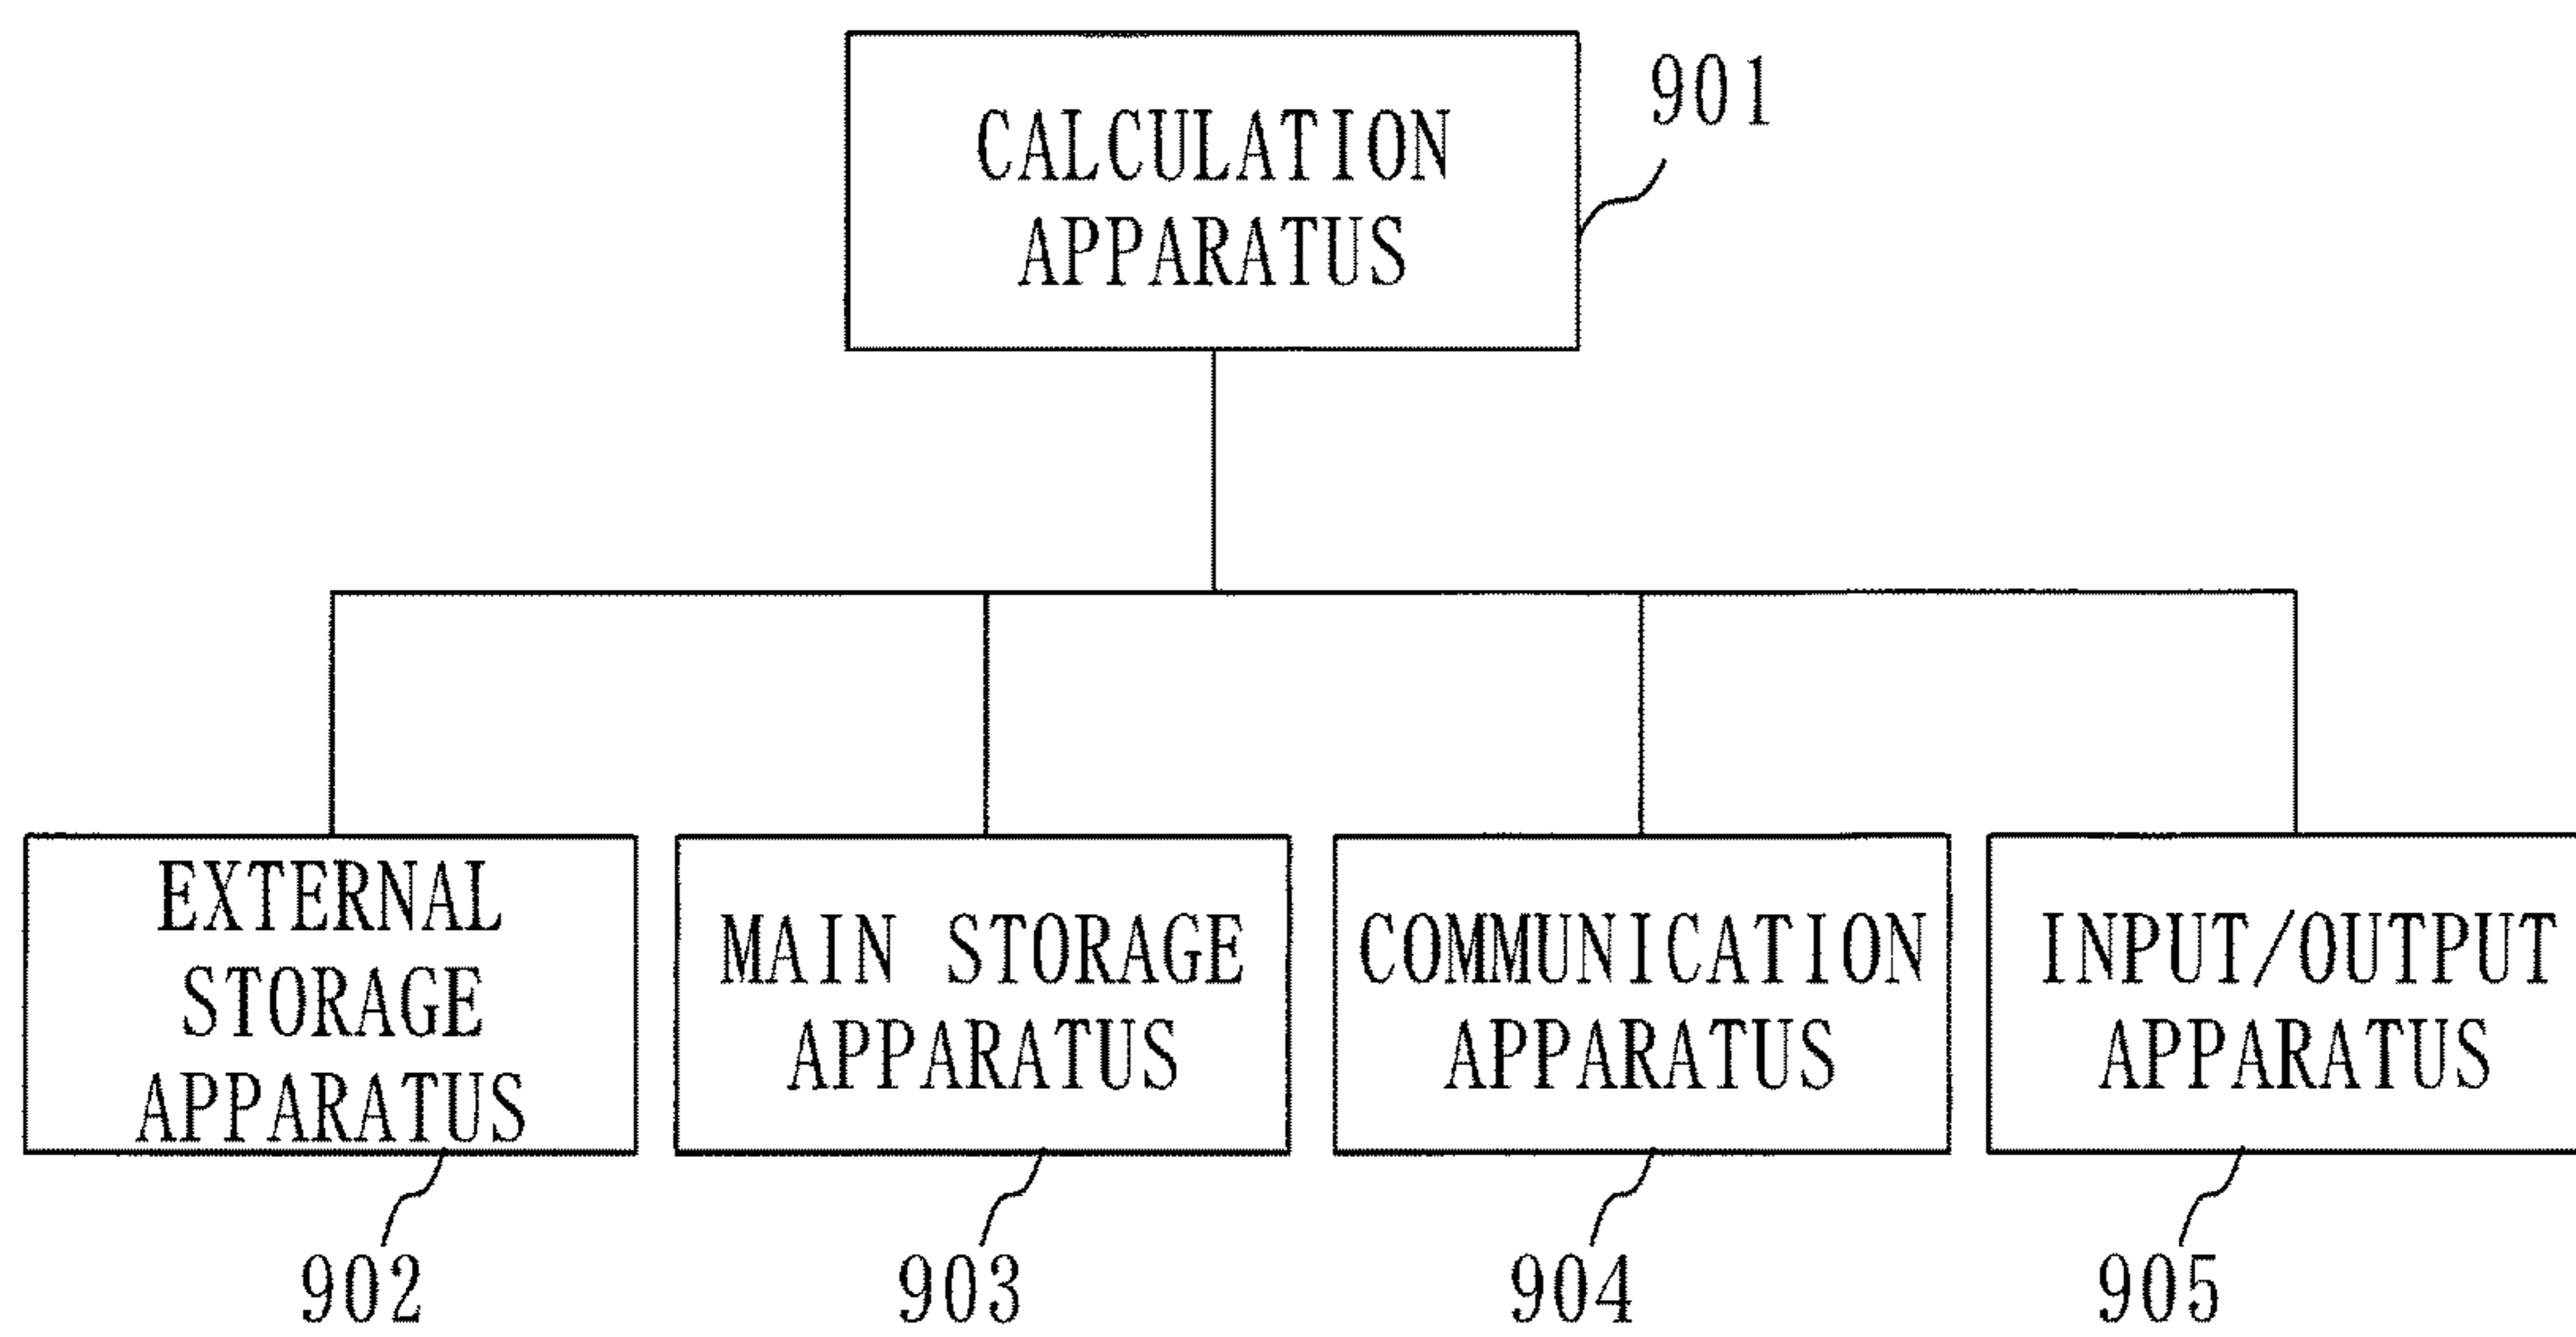 CALCULATION
APPARATUS
901
EXTERNAL
STORAGE
APPARATUS
902
MAIN STORAGE
APPARATUS
903
COMMUNICATION
APPARATUS
904
INPUT/OUTPUT
APPARATUS
905